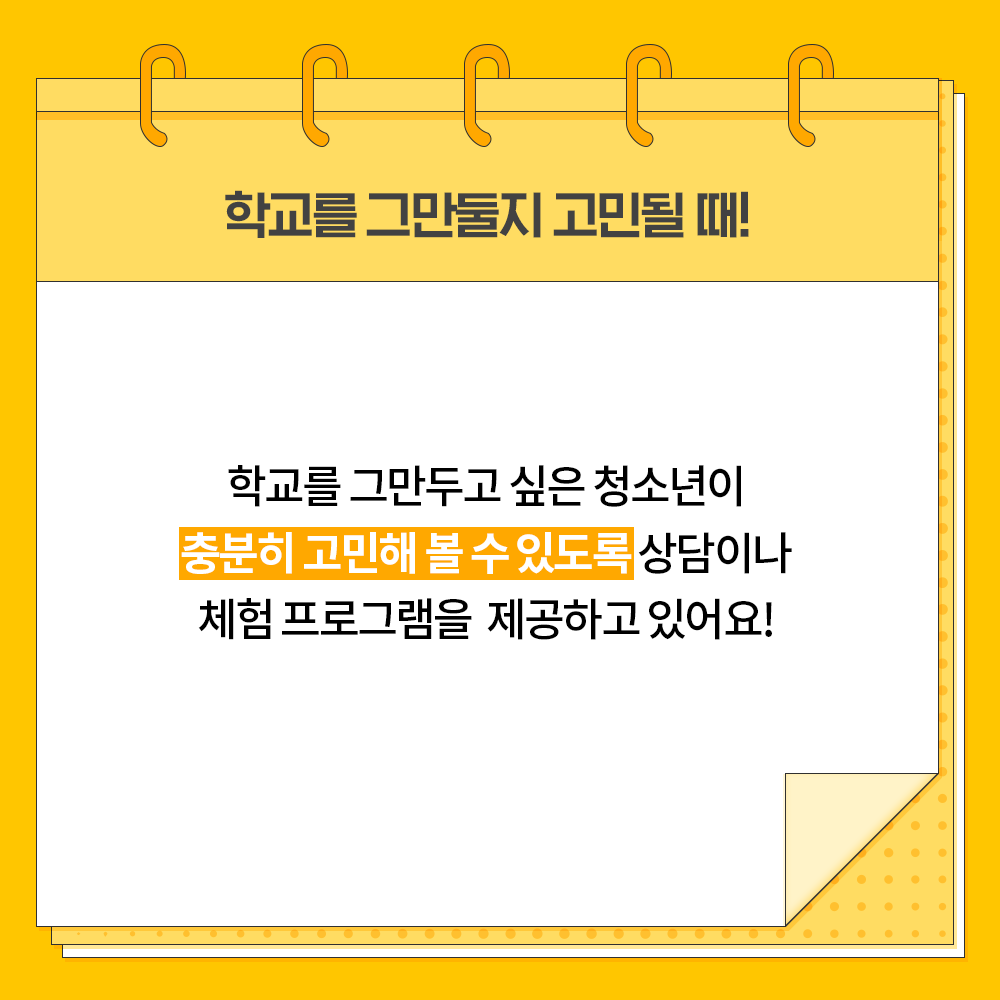 학교를 그만둘지 고민될 때!
학교를 그만두고 싶은 청소년이
충분히 고민해 볼 수 있도록 상담이나
체험 프로그램을 제공하고 있어요!